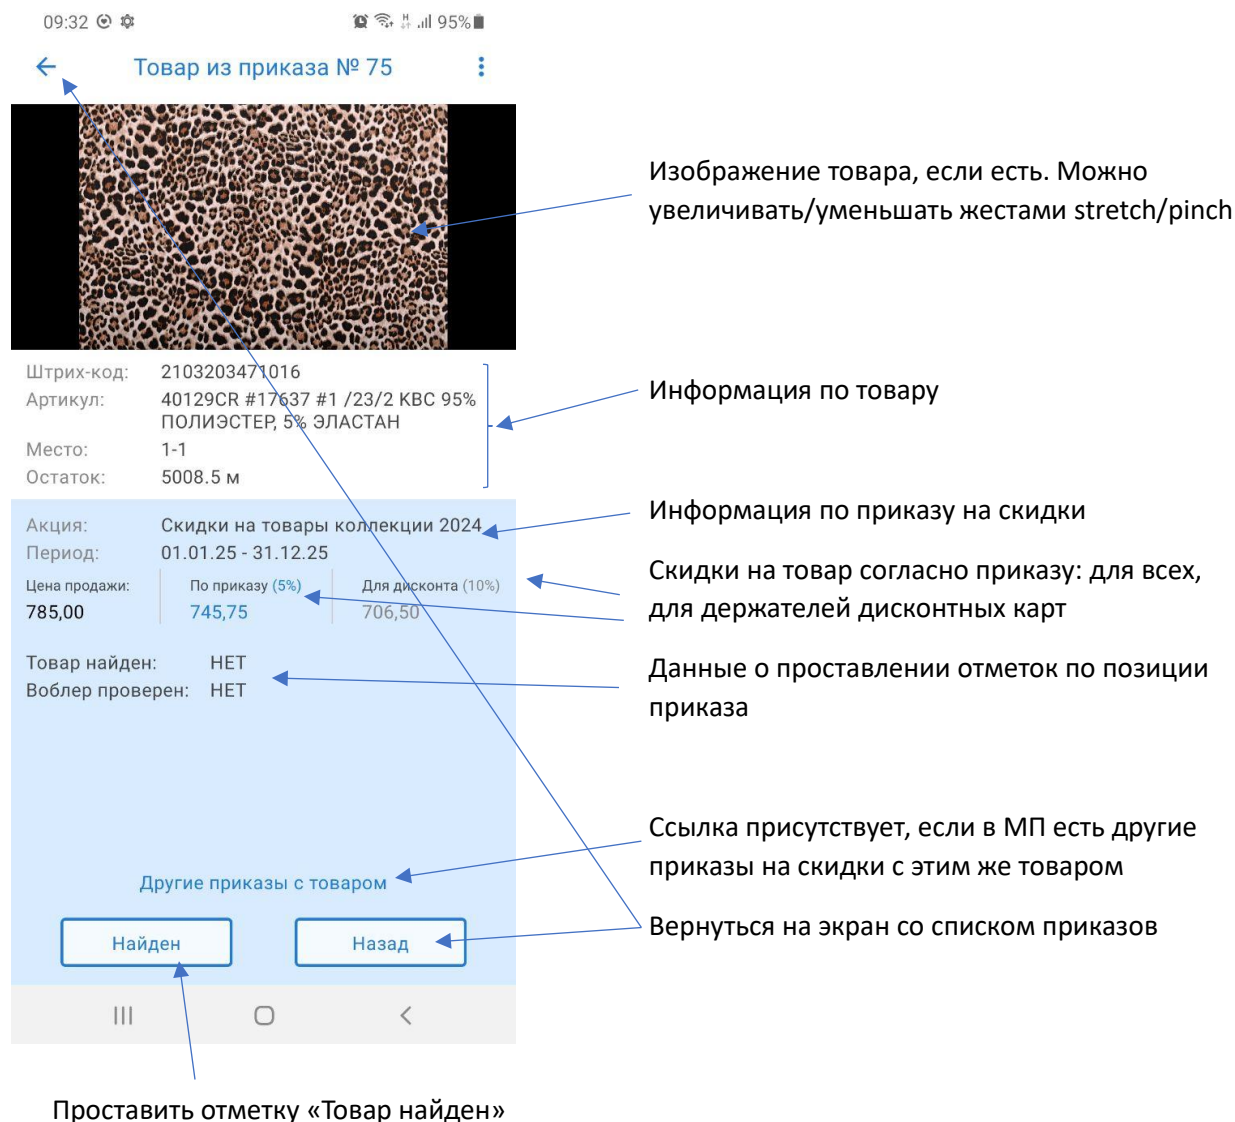 09:32
95%
Товар из приказа № 75
Изображение товара, если есть. Можно
увеличивать/уменьшать жестами stretch/pinch
Штрих-код: 2103203471016
Артикул: 40129CR #17637 #1 /23/2 КВС 95%
ПОЛИЭСТЕР, 5% ЭЛАСТАН
Место: 1-1
Остаток: 5008.5 м
Информация по товару
Акция: Скидки на товары коллекции 2024
Период: 01.01.25 - 31.12.25
Информация по приказу на скидки
Цена продажи: По приказу (5%) Для дисконта (10%)
785,00 745,75 706,50
Скидки на товар согласно приказу: для всех,
для держателей дисконтных карт
Товар найден: НЕТ
Воблер проверен: НЕТ
Данные о проставлении отметок по позиции
приказа
Ссылка присутствует, если в МП есть другие
приказы на скидки с этим же товаром
Другие приказы с товаром
Найден Назад
Вернуться на экран со списком приказов
Проставить отметку «Товар найден»